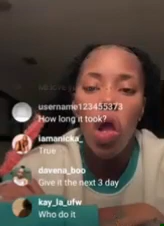 username123455373
How long it took?
iamanicka_
True
davena_boo
Give it the next 3 day
kay_la_ufw
Who do it